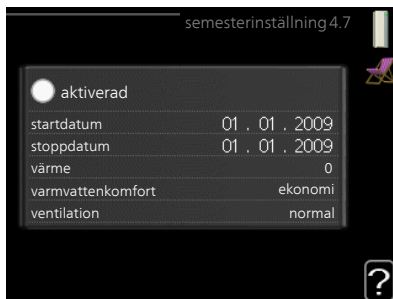 semesterinställning 4.7
aktiverad
startdatum 01 . 01 . 2009
stoppdatum 01 . 01 . 2009
värme 0
varmvattenkomfort ekonomi
ventilation normal
?